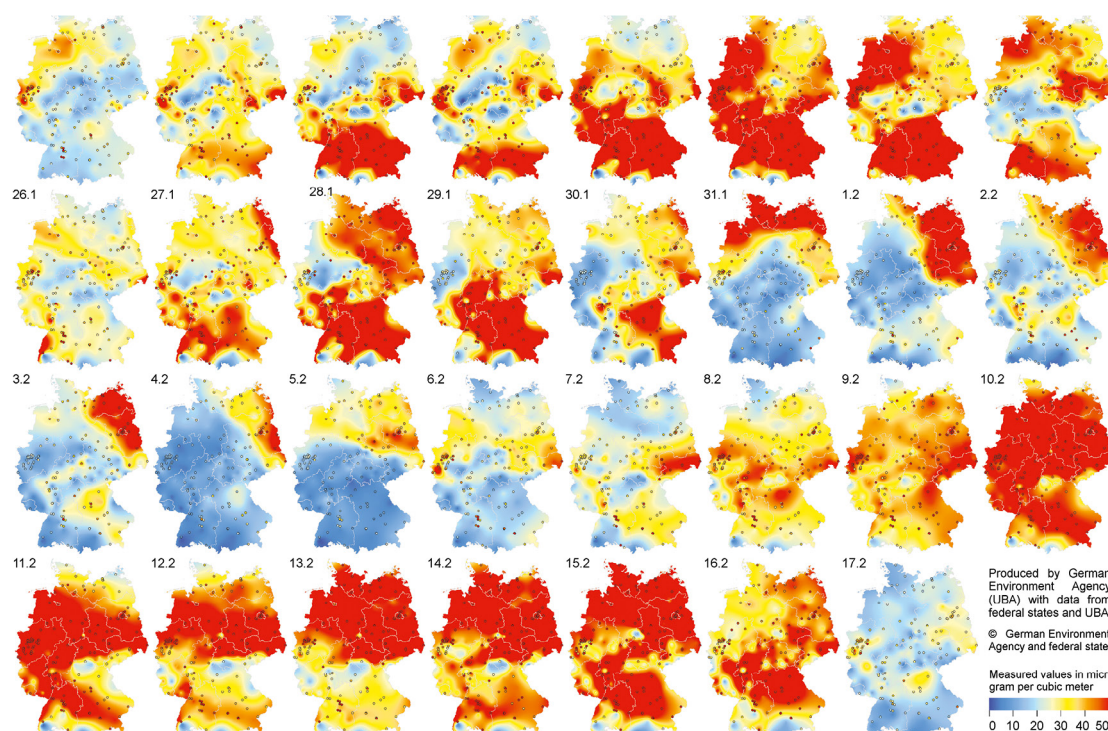 26.1 27.1 28.1 29.1 30.1 31.1 1.2 2.2
3.2 4.2 5.2 6.2 7.2 8.2 9.2 10.2
11.2 12.2 13.2 14.2 15.2 16.2 17.2
Produced by German
Environment Agency
(UBA) with data from
federal states and UBA
© German Environment
Agency and federal state
Measured values in micr
gram per cubic meter
0 10 20 30 40 50